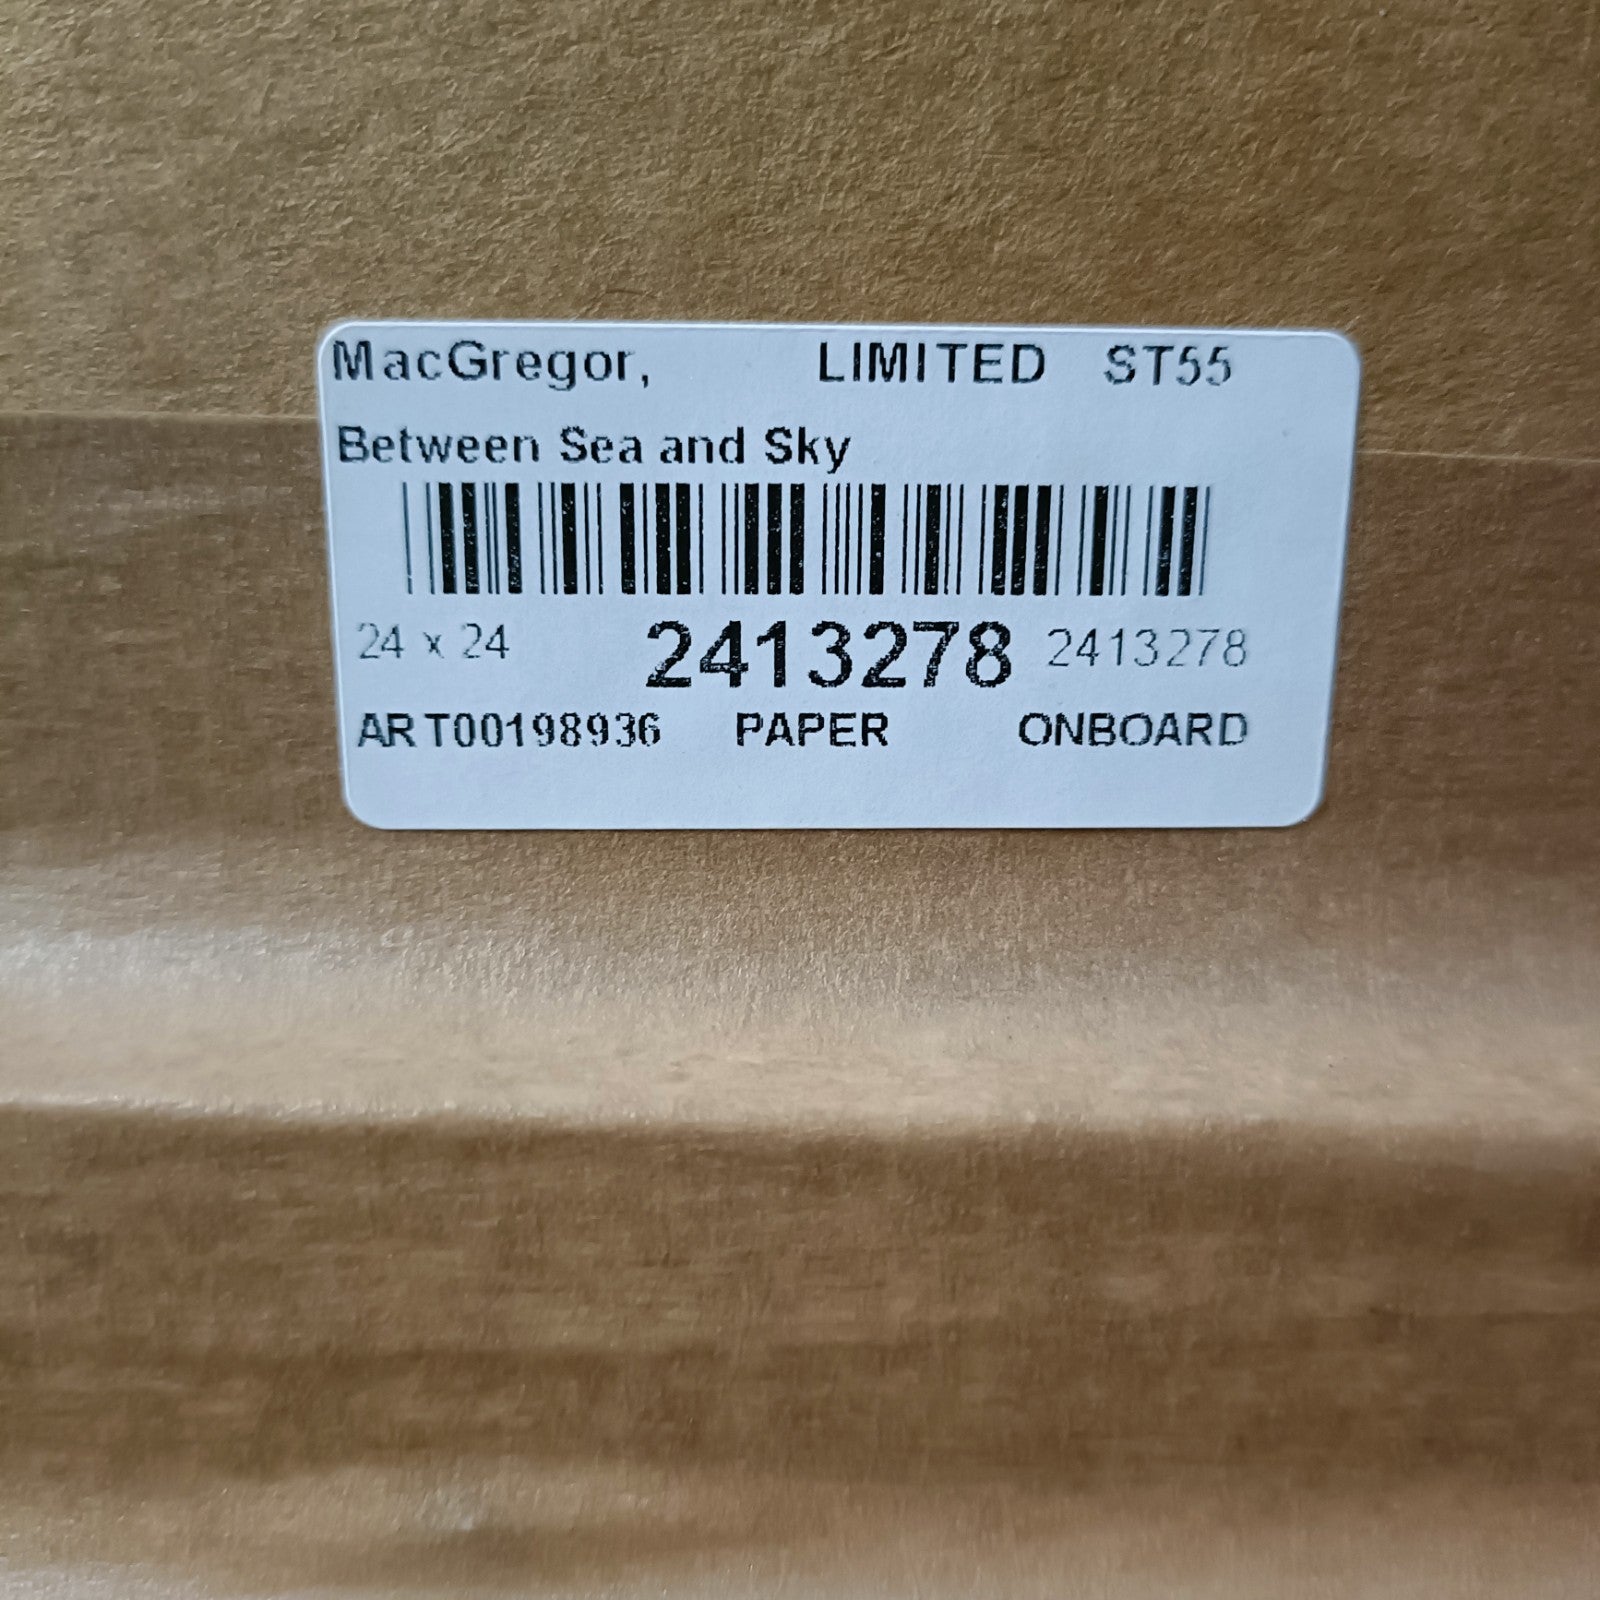 MacGregor, LIMITED ST55
Between Sea and Sky
24 x 24 2413278 2413278
ART00198936 PAPER ONBOARD